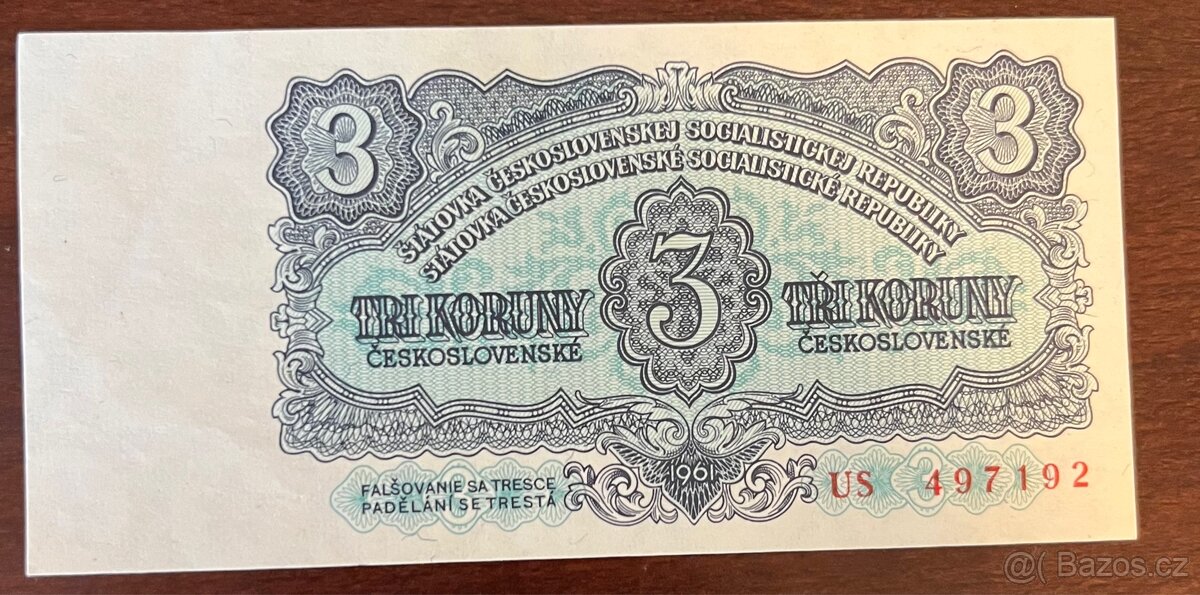 3
3
ŠTÁTOVKA ČESKOSLOVENSKEJ SOCIALISTICKEJ REPUBLIKY
STÁTOVKA ČESKOSLOVENSKÉ SOCIALISTICKÉ REPUBLIKY
3
TRI KORUNY
ČESKOSLOVENSKÉ
TŘI KORUNY
ČESKOSLOVENSKÉ
1961
FALŠOVANIE SA TRESCE
PADĚLÁNÍ SE TRESTÁ
US 497192
@( Bazos.cz